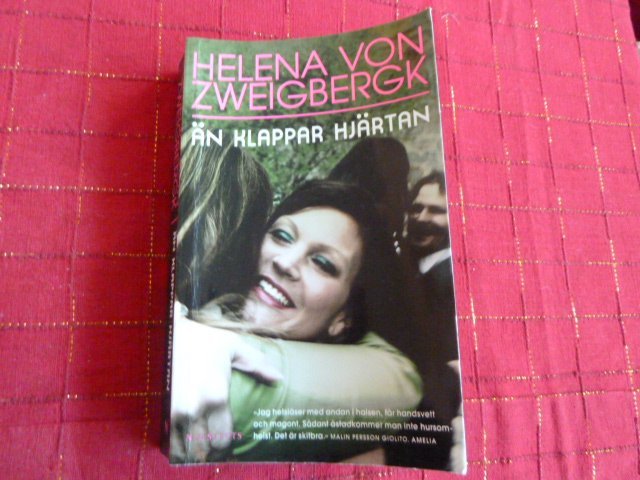 HELENA VON
ZWEIGBERGK
ÄN KLAPPAR HJÄRTAN
»Jag helsläser med andan i halsen, får handsvett
och magont. Sådant åstadkommer man inte hursom-
helst. Det är skitbra.» MALIN PERSSON GIOLITO, AMELIA